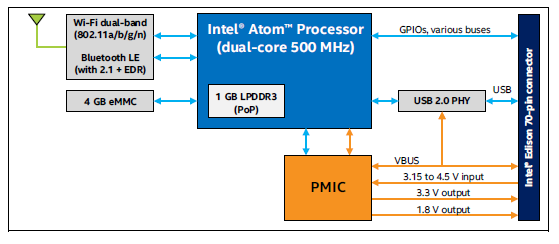 Wi-Fi dual-band
(802.11a/b/g/n)
Bluetooth LE
(with 2.1 + EDR)
4 GB eMMC
Intel® Atom™ Processor
(dual-core 500 MHz)
1 GB LPDDR3
(PoP)
GPIOs, various buses
USB 2.0 PHY
USB
PMIC
VBUS
3.15 to 4.5 V input
3.3 V output
1.8 V output
Intel® Edison 70-pin connector